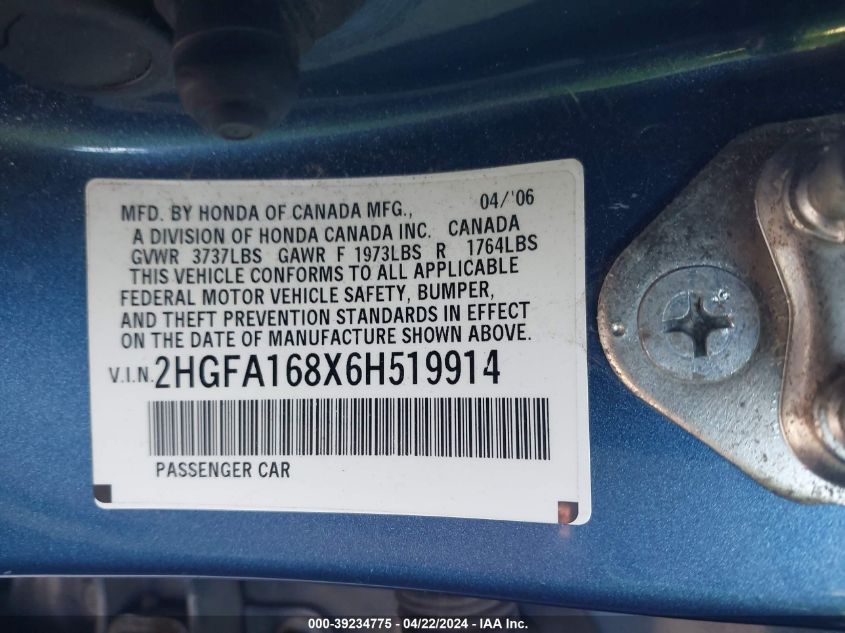 MFD. BY HONDA OF CANADA MFG., 04/'06
A DIVISION OF HONDA CANADA INC. CANADA
GVWR 3737LBS GAWR F 1973LBS R 1764LBS
THIS VEHICLE CONFORMS TO ALL APPLICABLE
FEDERAL MOTOR VEHICLE SAFETY, BUMPER,
AND THEFT PREVENTION STANDARDS IN EFFECT
ON THE DATE OF MANUFACTURE SHOWN ABOVE.
V.I.N. 2HGFA168X6H519914
PASSENGER CAR
000-39234775 - 04/22/2024 - IAA Inc.